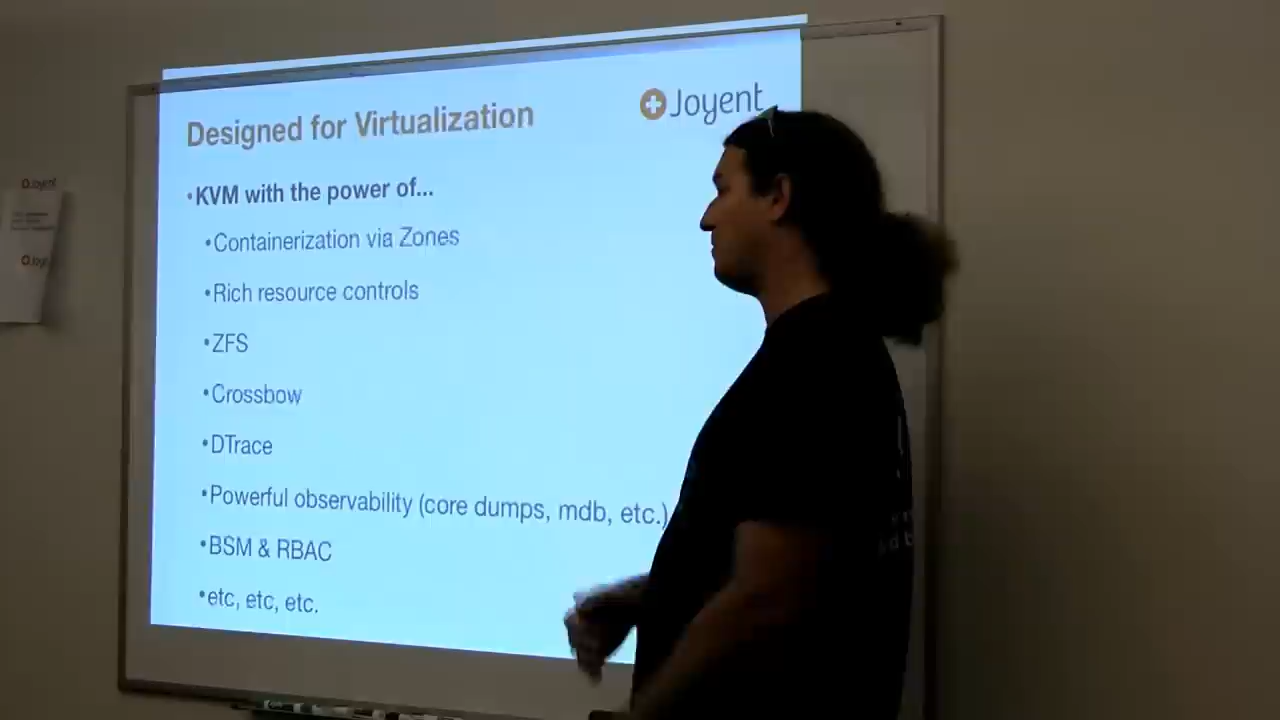 Designed for Virtualization
Joyent
•KVM with the power of...
•Containerization via Zones
•Rich resource controls
•ZFS
•Crossbow
•DTrace
•Powerful observability (core dumps, mdb, etc.)
•BSM & RBAC
•etc, etc, etc.
Joyent